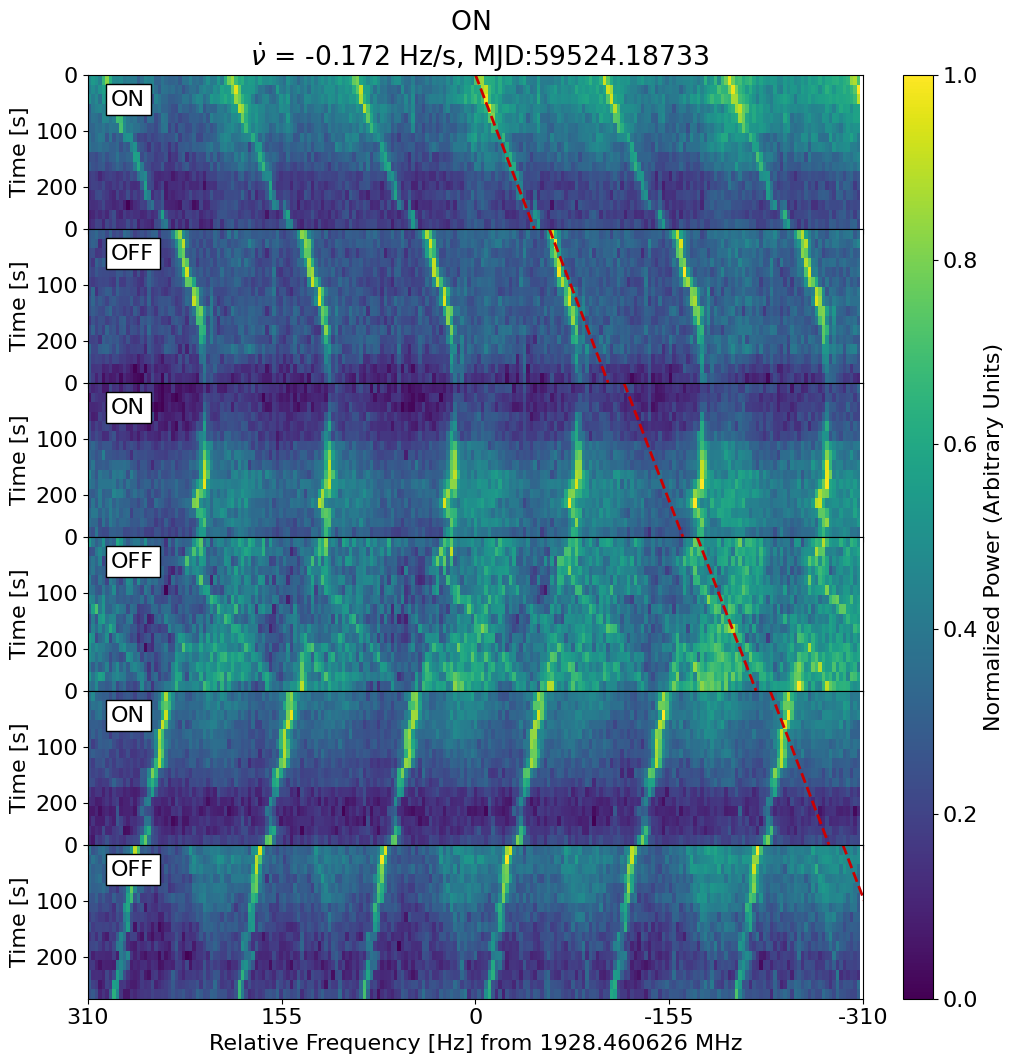 ON
ν̇ = -0.172 Hz/s, MJD:59524.18733
0
ON
100
200
Time [s]
0
OFF
100
200
Time [s]
0
ON
100
200
Time [s]
0
OFF
100
200
Time [s]
0
ON
100
200
Time [s]
0
OFF
100
200
Time [s]
310 155 0 -155 -310
Relative Frequency [Hz] from 1928.460626 MHz
1.0
0.8
0.6
0.4
0.2
0.0
Normalized Power (Arbitrary Units)